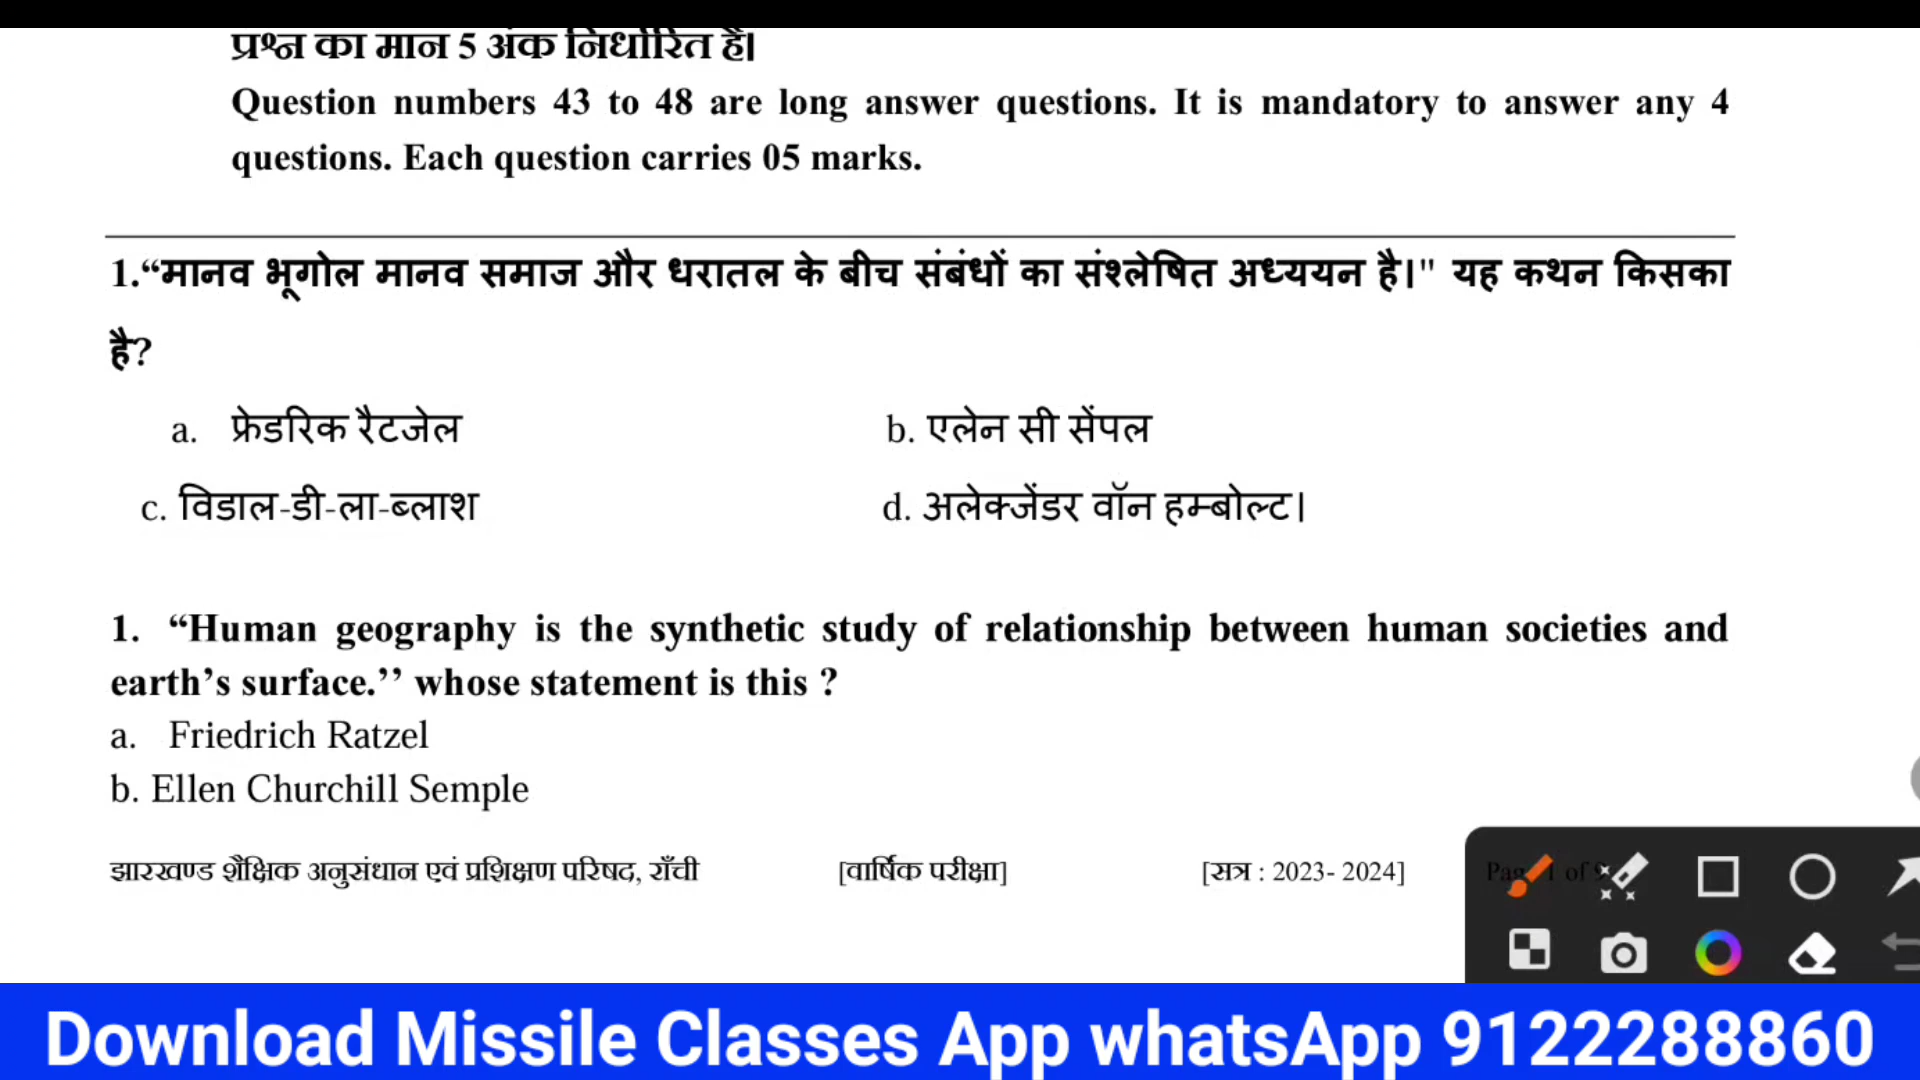 प्रश्न का मान 5 अंक निर्धारित है।
Question numbers 43 to 48 are long answer questions. It is mandatory to answer any 4
questions. Each question carries 05 marks.
1.“मानव भूगोल मानव समाज और धरातल के बीच संबंधों का संश्लेषित अध्ययन है।" यह कथन किसका
है?
a. फ्रेडरिक रैटजेल b. एलेन सी सेंपल
c. विडाल-डी-ला-ब्लाश d. अलेक्जेंडर वॉन हम्बोल्ट।
1. “Human geography is the synthetic study of relationship between human societies and
earth’s surface.’’ whose statement is this ?
a. Friedrich Ratzel
b. Ellen Churchill Semple
झारखण्ड शैक्षिक अनुसंधान एवं प्रशिक्षण परिषद, राँची [वार्षिक परीक्षा] [सत्र : 2023- 2024] Page 1 of 9
Download Missile Classes App whatsApp 9122288860